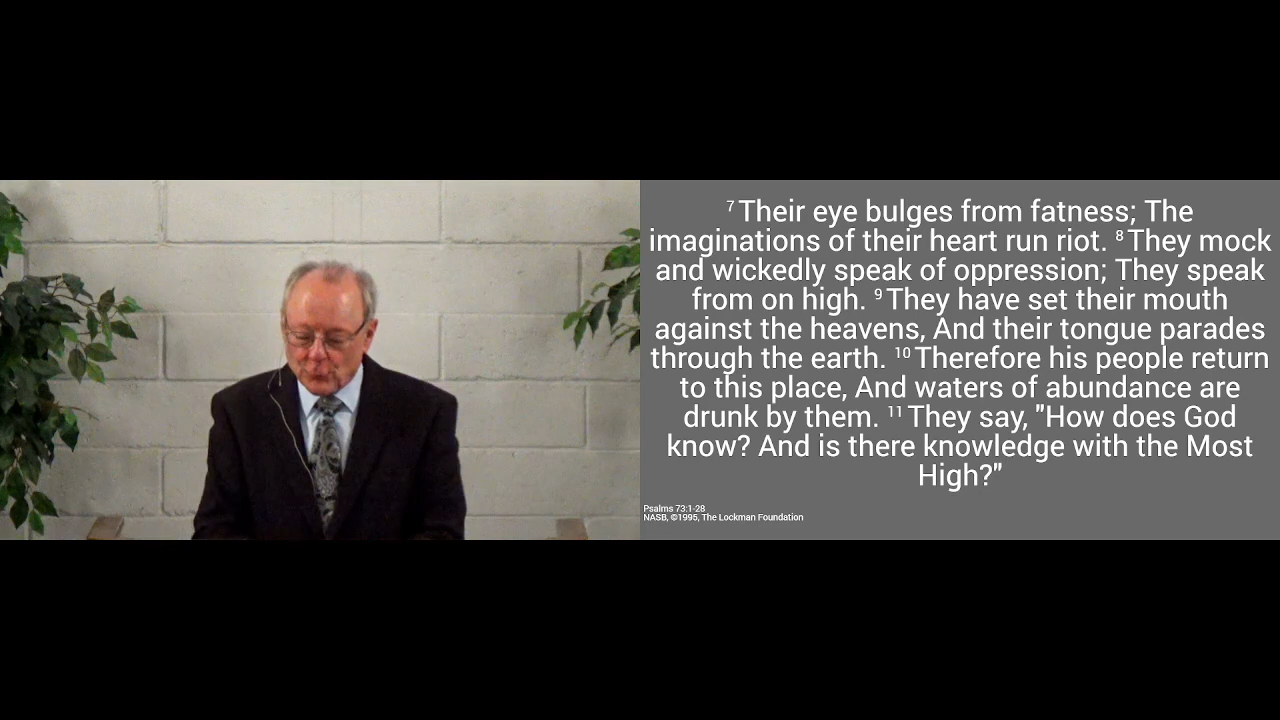 7 Their eye bulges from fatness; The
imaginations of their heart run riot. 8 They mock
and wickedly speak of oppression; They speak
from on high. 9 They have set their mouth
against the heavens, And their tongue parades
through the earth. 10 Therefore his people return
to this place, And waters of abundance are
drunk by them. 11 They say, "How does God
know? And is there knowledge with the Most
High?"
Psalms 73:1-28
NASB, ©1995, The Lockman Foundation